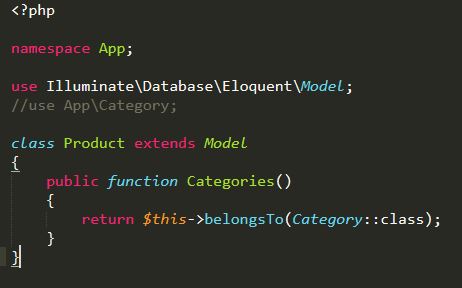 <?php
namespace App;
use Illuminate\Database\Eloquent\Model;
//use App\Category;
class Product extends Model
{
public function Categories()
{
return $this->belongsTo(Category::class);
}
}